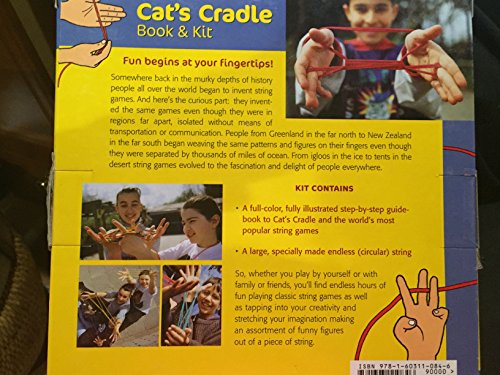 Cat's Cradle
Book & Kit
Fun begins at your fingertips!
Somewhere back in the murky depths of history
people all over the world began to invent string
games. And here's the curious part: they invent-
ed the same games even though they were in
regions far apart, isolated without means of
transportation or communication. People from Greenland in the far north to New Zealand
in the far south began weaving the same patterns and figures on their fingers even though
they were separated by thousands of miles of ocean. From igloos in the ice to tents in the
desert string games evolved to the fascination and delight of people everywhere.
KIT CONTAINS
• A full-color, fully illustrated step-by-step guide-
book to Cat's Cradle and the world's most
popular string games
• A large, specially made endless (circular) string
So, whether you play by yourself or with
family or friends, you'll find endless hours of
fun playing classic string games as well
as tapping into your creativity and
stretching your imagination making
an assortment of funny figures
out of a piece of string.
ISBN 978-1-60311-084-6
90000>